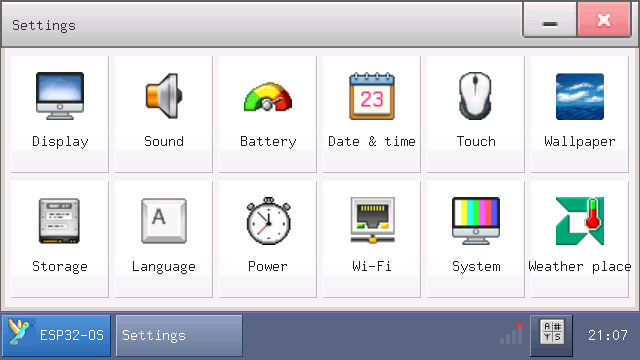 Settings
23
Display
Sound
Battery
Date & time
Touch
Wallpaper
A
Storage
Language
Power
Wi-Fi
System
Weather place
ESP32-OS
Settings
A#
YS
21:07